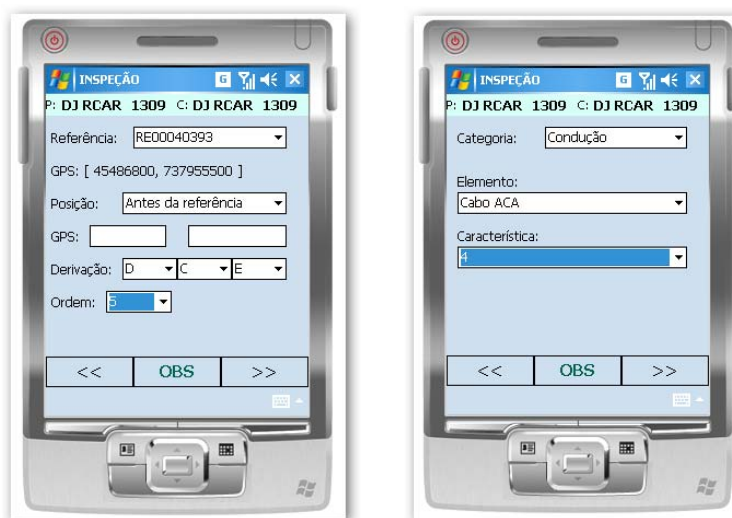 INSPEÇÃO G
P: DJ RCAR 1309 C: DJ RCAR 1309
Referência: RE00040393
GPS: [ 45486800, 737955500 ]
Posição: Antes da referência
GPS:
Derivação: D C E
Ordem: 5
<< OBS >>
INSPEÇÃO G
P: DJ RCAR 1309 C: DJ RCAR 1309
Categoria: Condução
Elemento:
Cabo ACA
Característica:
4
<< OBS >>